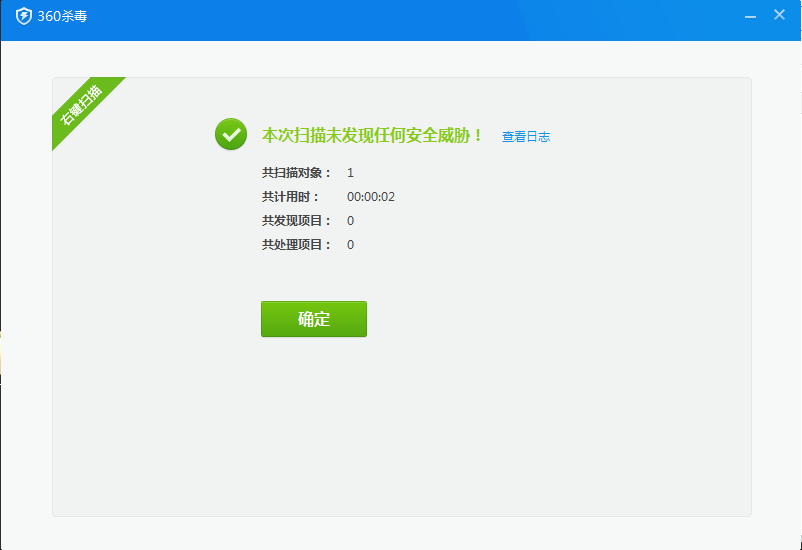 360杀毒
右键扫描
本次扫描未发现任何安全威胁！ 查看日志
共扫描对象： 1
共计用时： 00:00:02
共发现项目： 0
共处理项目： 0
确定